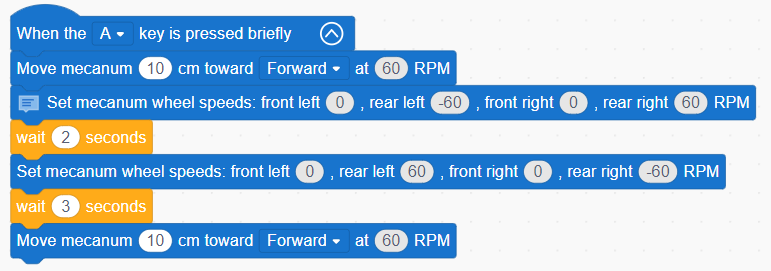 When the A key is pressed briefly
Move mecanum 10 cm toward Forward at 60 RPM
Set mecanum wheel speeds: front left 0 , rear left -60 , front right 0 , rear right 60 RPM
wait 2 seconds
Set mecanum wheel speeds: front left 0 , rear left 60 , front right 0 , rear right -60 RPM
wait 3 seconds
Move mecanum 10 cm toward Forward at 60 RPM